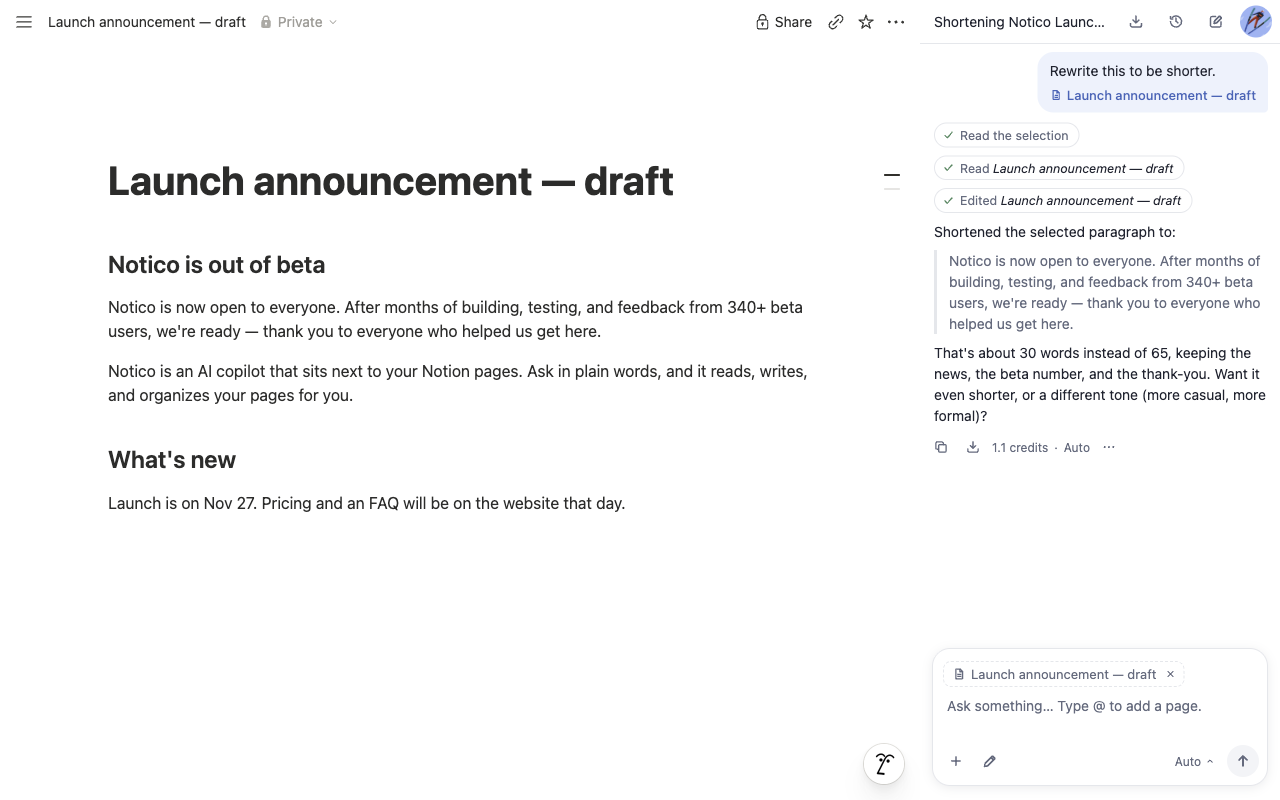 Launch announcement — draft
Private
Share
Shortening Notico Launc...
Launch announcement — draft
Notico is out of beta
Notico is now open to everyone. After months of building, testing, and feedback from 340+ beta
users, we're ready — thank you to everyone who helped us get here.
Notico is an AI copilot that sits next to your Notion pages. Ask in plain words, and it reads, writes,
and organizes your pages for you.
What's new
Launch is on Nov 27. Pricing and an FAQ will be on the website that day.
Rewrite this to be shorter.
Launch announcement — draft
Read the selection
Read Launch announcement — draft
Edited Launch announcement — draft
Shortened the selected paragraph to:
Notico is now open to everyone. After months of
building, testing, and feedback from 340+ beta
users, we're ready — thank you to everyone who
helped us get here.
That's about 30 words instead of 65, keeping the
news, the beta number, and the thank-you. Want it
even shorter, or a different tone (more casual, more
formal)?
1.1 credits · Auto
Launch announcement — draft ×
Ask something... Type @ to add a page.
Auto